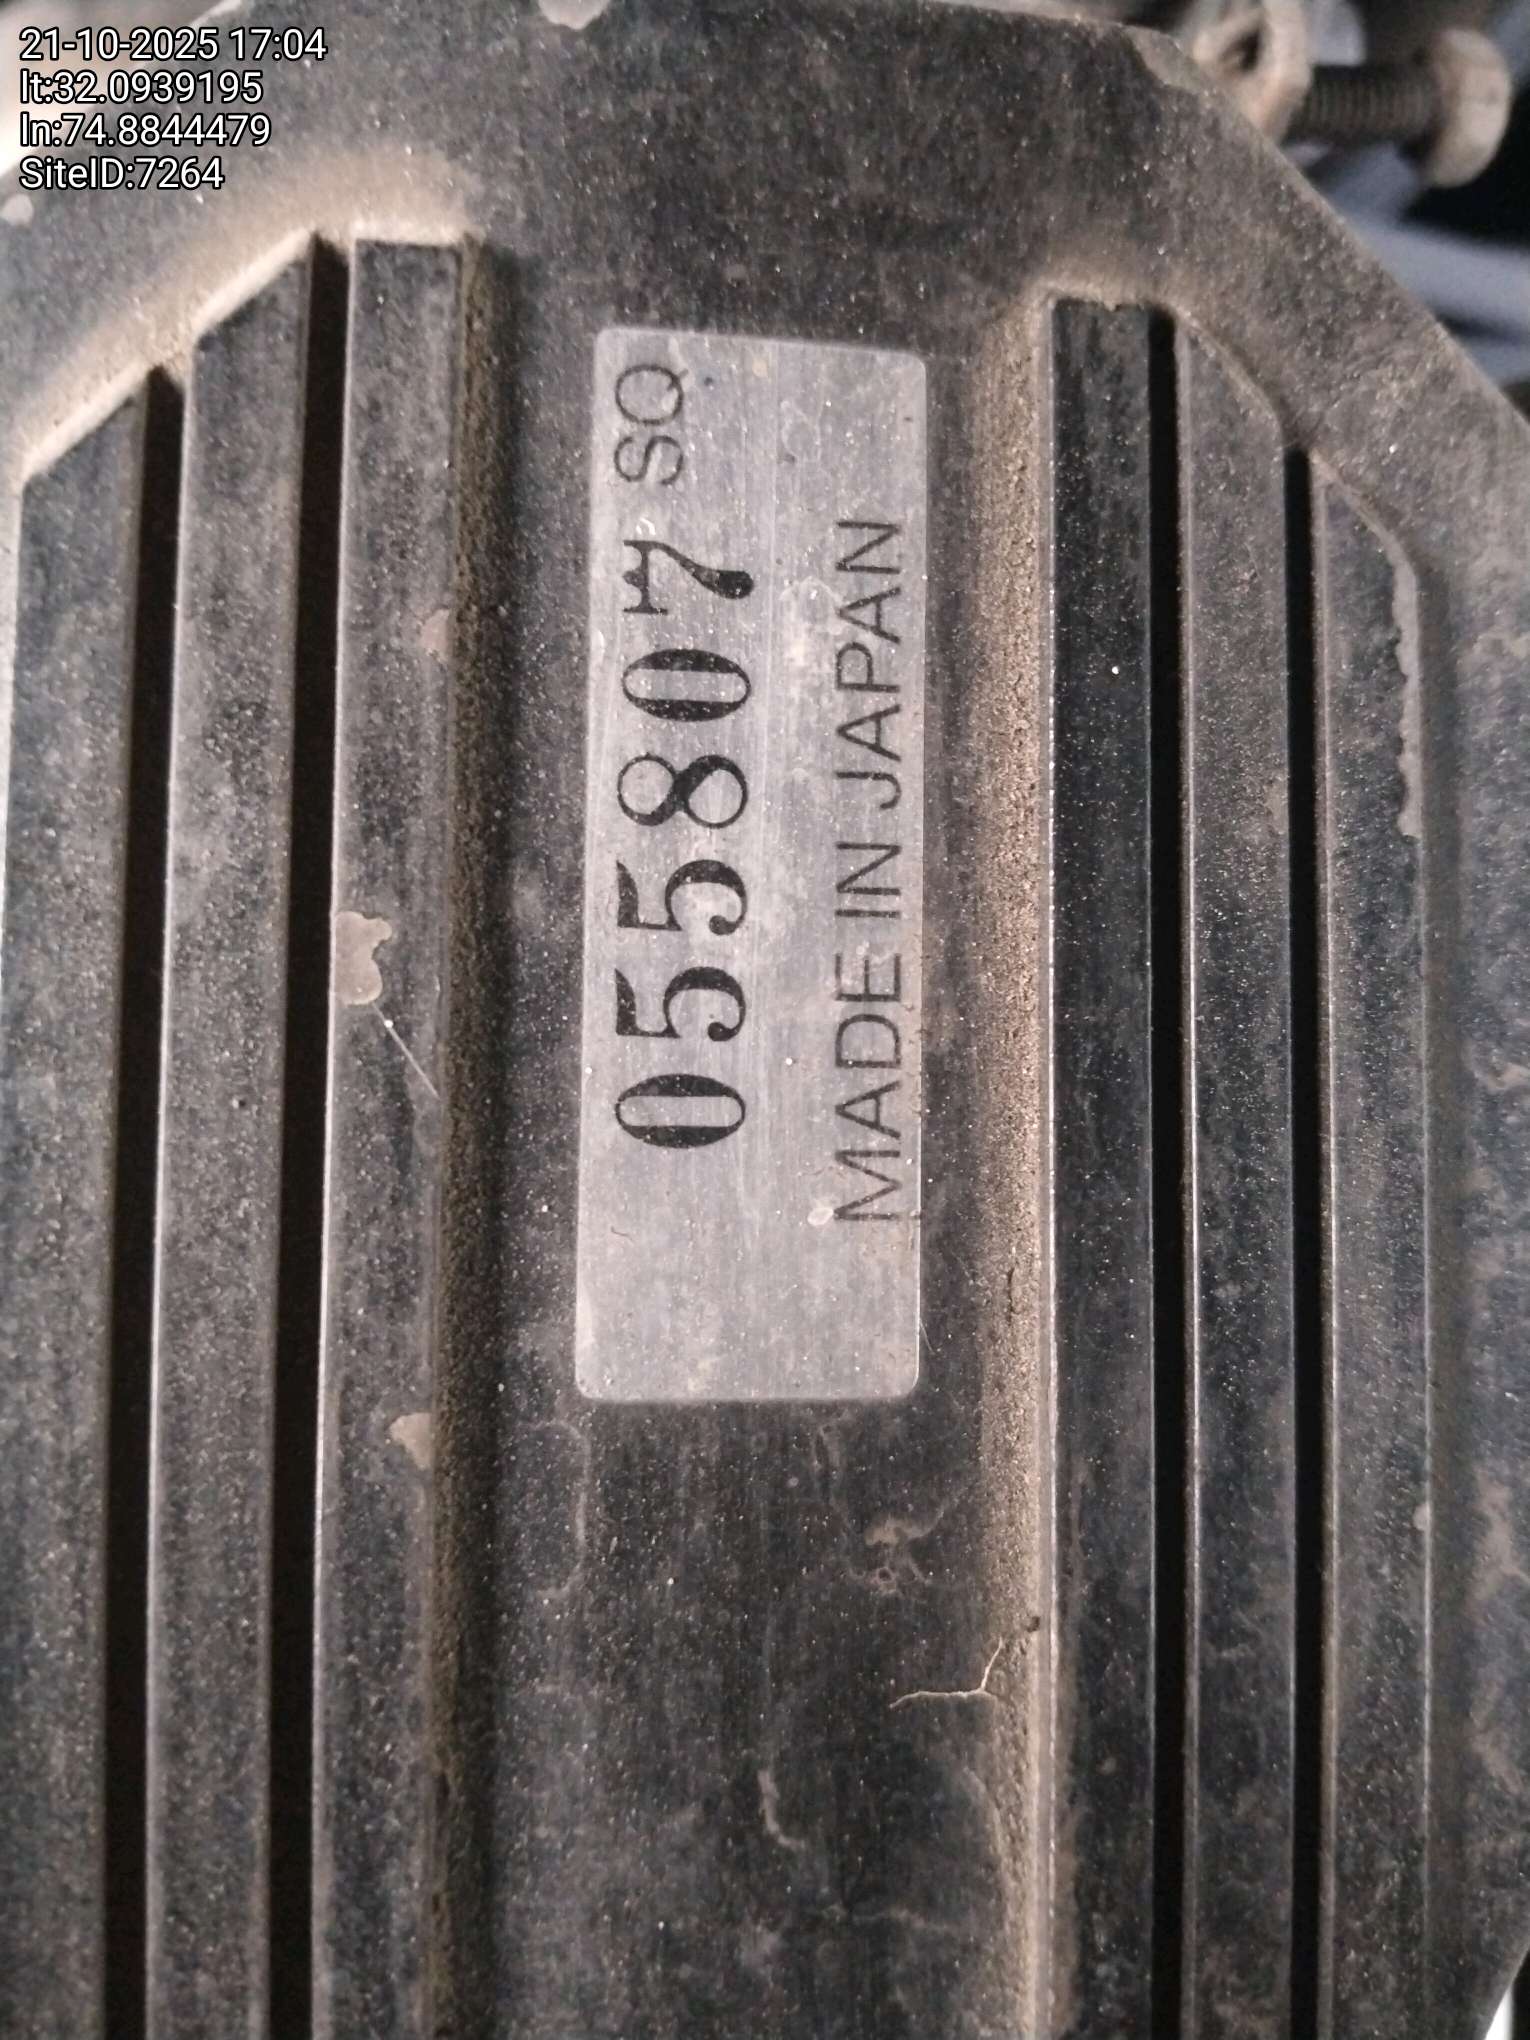 21-10-2025 17:04
lt:32.0939195
ln:74.8844479
SiteID:7264
055807 SQ
MADE IN JAPAN